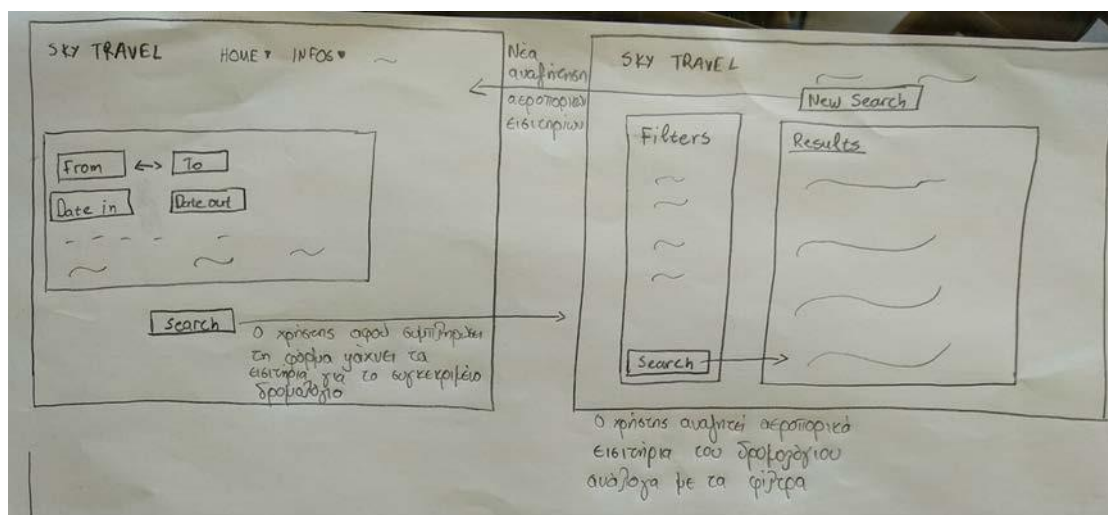 SKY TRAVEL
HOME INFOS
From
To
Date in
Date out
Search
Ο χρήστης αφού συμπληρώσει
τη φόρμα ψάχνει τα
εισιτήρια για το συγκεκριμένο
δρομολόγιο
Νέα
αναζήτηση
αεροπορικών
εισιτηρίων
SKY TRAVEL
New Search
Filters
Search
Results
Ο χρήστης αναζητεί αεροπορικά
εισιτήρια του δρομολόγιου
ανάλογα με τα φίλτρα